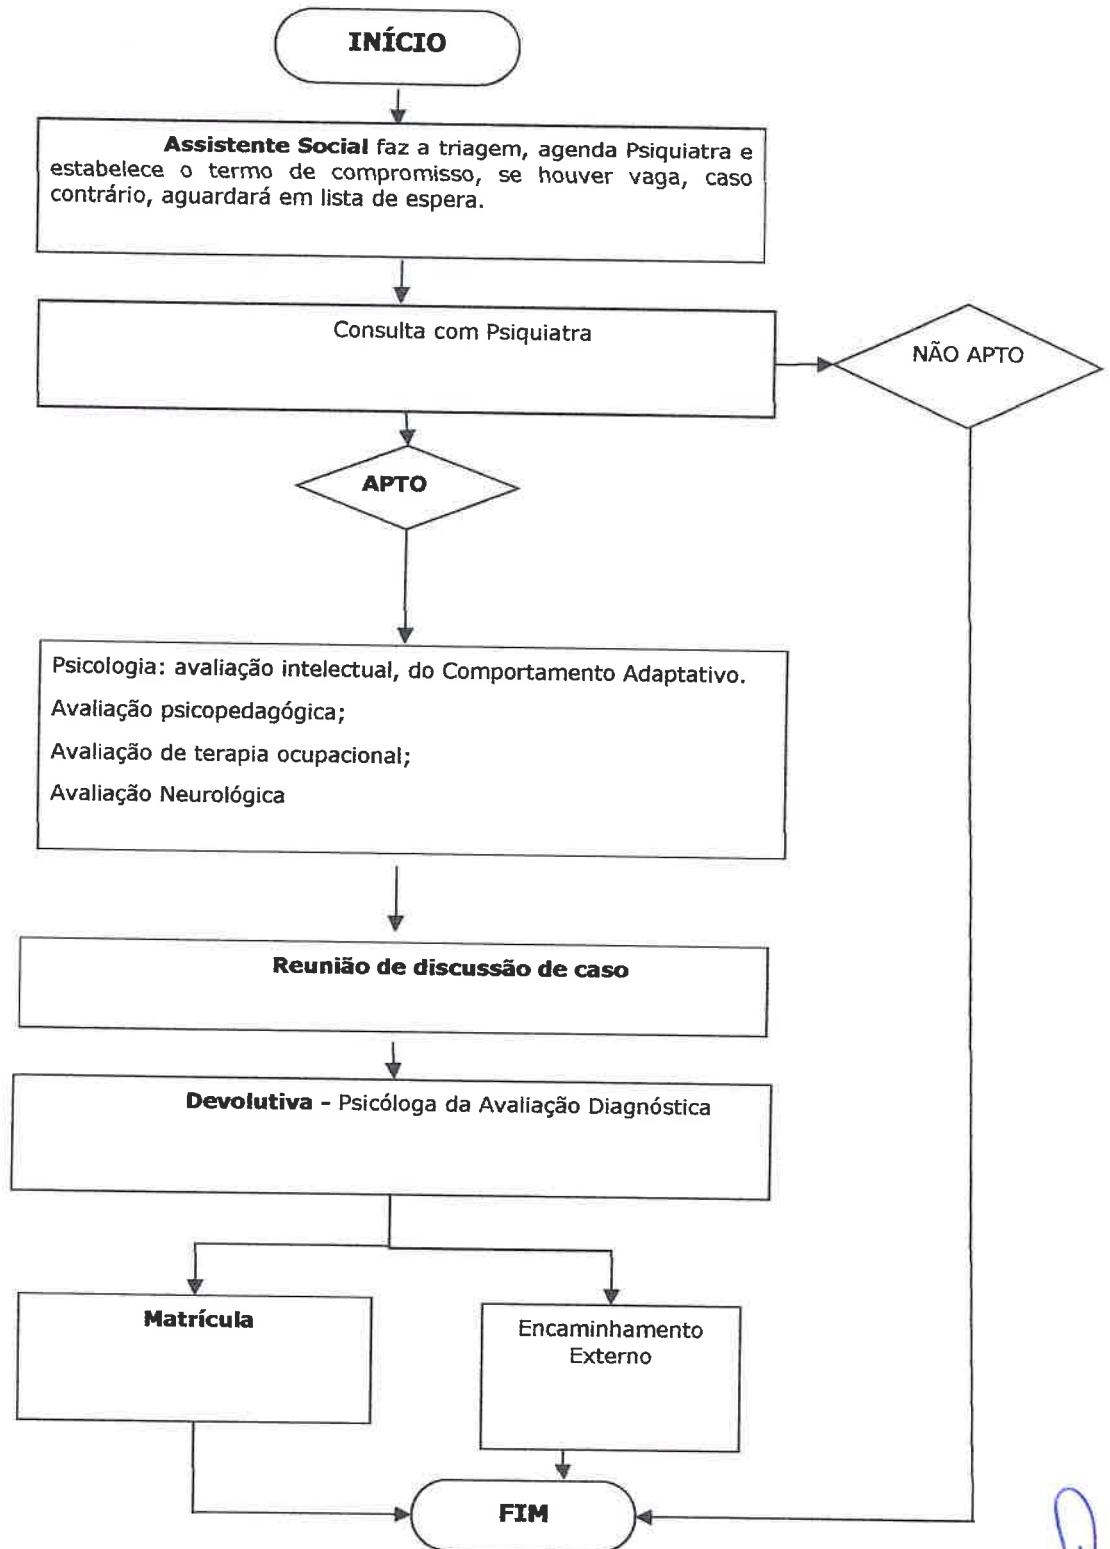 INÍCIO
Assistente Social faz a triagem, agenda Psiquiatra e
estabelece o termo de compromisso, se houver vaga, caso
contrário, aguardará em lista de espera.
Consulta com Psiquiatra
NÃO APTO
APTO
Psicologia: avaliação intelectual, do Comportamento Adaptativo.
Avaliação psicopedagógica;
Avaliação de terapia ocupacional;
Avaliação Neurológica
Reunião de discussão de caso
Devolutiva – Psicóloga da Avaliação Diagnóstica
Matrícula
Encaminhamento
Externo
FIM